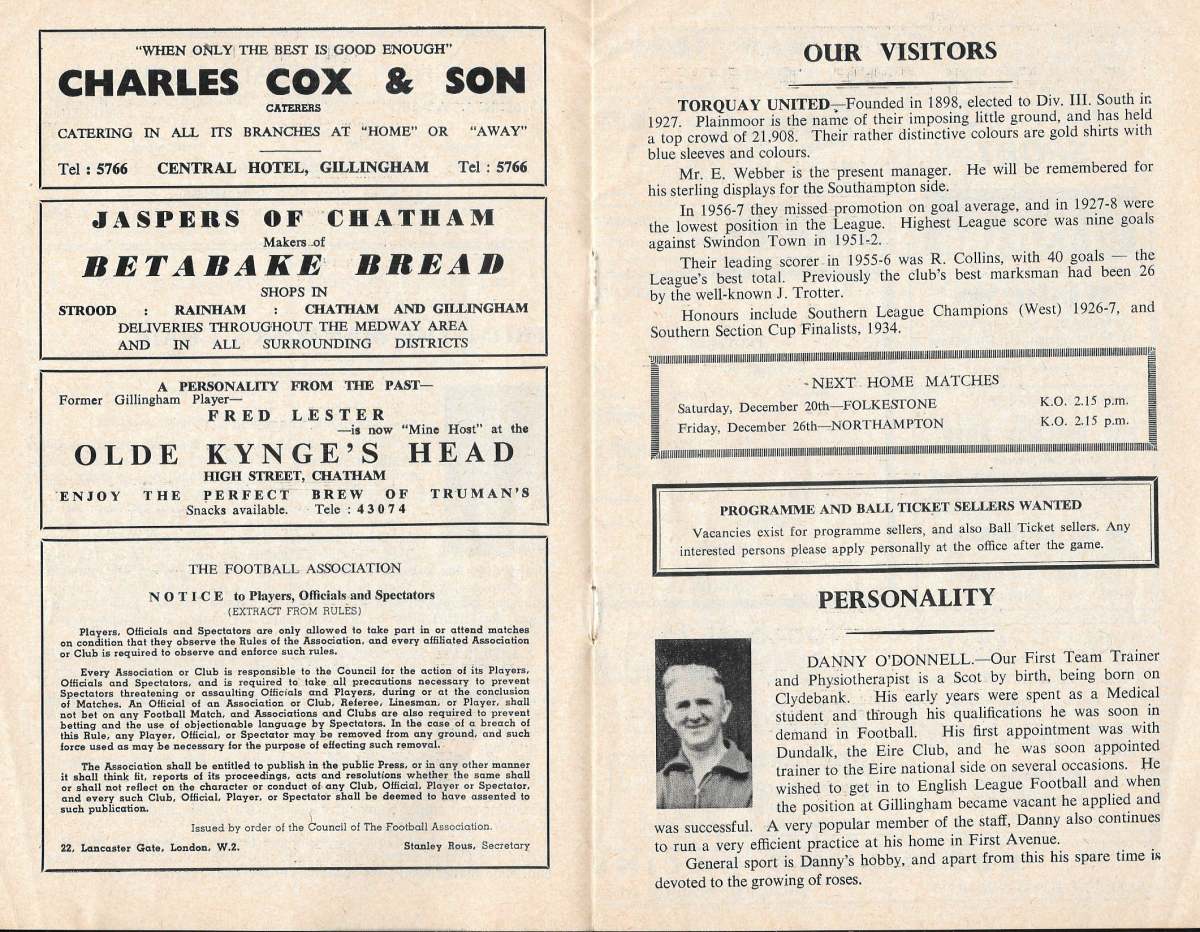 "WHEN ONLY THE BEST IS GOOD ENOUGH"
CHARLES COX & SON
CATERERS
CATERING IN ALL ITS BRANCHES AT "HOME" OR "AWAY"
Tel : 5766 CENTRAL HOTEL, GILLINGHAM Tel : 5766
JASPERS OF CHATHAM
Makers of
BETABAKE BREAD
SHOPS IN
STROOD : RAINHAM : CHATHAM AND GILLINGHAM
DELIVERIES THROUGHOUT THE MEDWAY AREA
AND IN ALL SURROUNDING DISTRICTS
A PERSONALITY FROM THE PAST—
Former Gillingham Player—
FRED LESTER
—is now "Mine Host" at the
OLDE KYNGE'S HEAD
HIGH STREET, CHATHAM
ENJOY THE PERFECT BREW OF TRUMAN'S
Snacks available. Tele : 43074
THE FOOTBALL ASSOCIATION
NOTICE to Players, Officials and Spectators
(EXTRACT FROM RULES)
Players, Officials and Spectators are only allowed to take part in or attend matches
on condition that they observe the Rules of the Association, and every affiliated Association
or Club is required to observe and enforce such rules.
Every Association or Club is responsible to the Council for the action of its Players,
Officials and Spectators, and is required to take all precautions necessary to prevent
Spectators threatening or assaulting Officials and Players, during or at the conclusion
of Matches. An Official of an Association or Club, Referee, Linesman, or Player, shall
not bet on any Football Match, and Associations and Clubs are also required to prevent
betting and the use of objectionable language by Spectators. In the case of a breach of
this Rule, any Player, Official, or Spectator may be removed from any ground, and such
force used as may be necessary for the purpose of effecting such removal.
The Association shall be entitled to publish in the public Press, or in any other manner
it shall think fit, reports of its proceedings, acts and resolutions whether the same shall
or shall not reflect on the character or conduct of any Club, Official, Player or Spectator,
and every such Club, Official, Player, or Spectator shall be deemed to have assented to
such publication.
Issued by order of the Council of The Football Association.
22, Lancaster Gate, London, W.2. Stanley Rous, Secretary
OUR VISITORS
TORQUAY UNITED—Founded in 1898, elected to Div. III. South in
1927. Plainmoor is the name of their imposing little ground, and has held
a top crowd of 21,908. Their rather distinctive colours are gold shirts with
blue sleeves and colours.
Mr. E. Webber is the present manager. He will be remembered for
his sterling displays for the Southampton side.
In 1956-7 they missed promotion on goal average, and in 1927-8 were
the lowest position in the League. Highest League score was nine goals
against Swindon Town in 1951-2.
Their leading scorer in 1955-6 was R. Collins, with 40 goals — the
League's best total. Previously the club's best marksman had been 26
by the well-known J. Trotter.
Honours include Southern League Champions (West) 1926-7, and
Southern Section Cup Finalists, 1934.
NEXT HOME MATCHES
Saturday, December 20th—FOLKESTONE K.O. 2.15 p.m.
Friday, December 26th—NORTHAMPTON K.O. 2.15 p.m.
PROGRAMME AND BALL TICKET SELLERS WANTED
Vacancies exist for programme sellers, and also Ball Ticket sellers. Any
interested persons please apply personally at the office after the game.
PERSONALITY
DANNY O'DONNELL.—Our First Team Trainer
and Physiotherapist is a Scot by birth, being born on
Clydebank. His early years were spent as a Medical
student and through his qualifications he was soon in
demand in Football. His first appointment was with
Dundalk, the Eire Club, and he was soon appointed
trainer to the Eire national side on several occasions. He
wished to get in to English League Football and when
the position at Gillingham became vacant he applied and
was successful. A very popular member of the staff, Danny also continues
to run a very efficient practice at his home in First Avenue.
General sport is Danny's hobby, and apart from this his spare time is
devoted to the growing of roses.